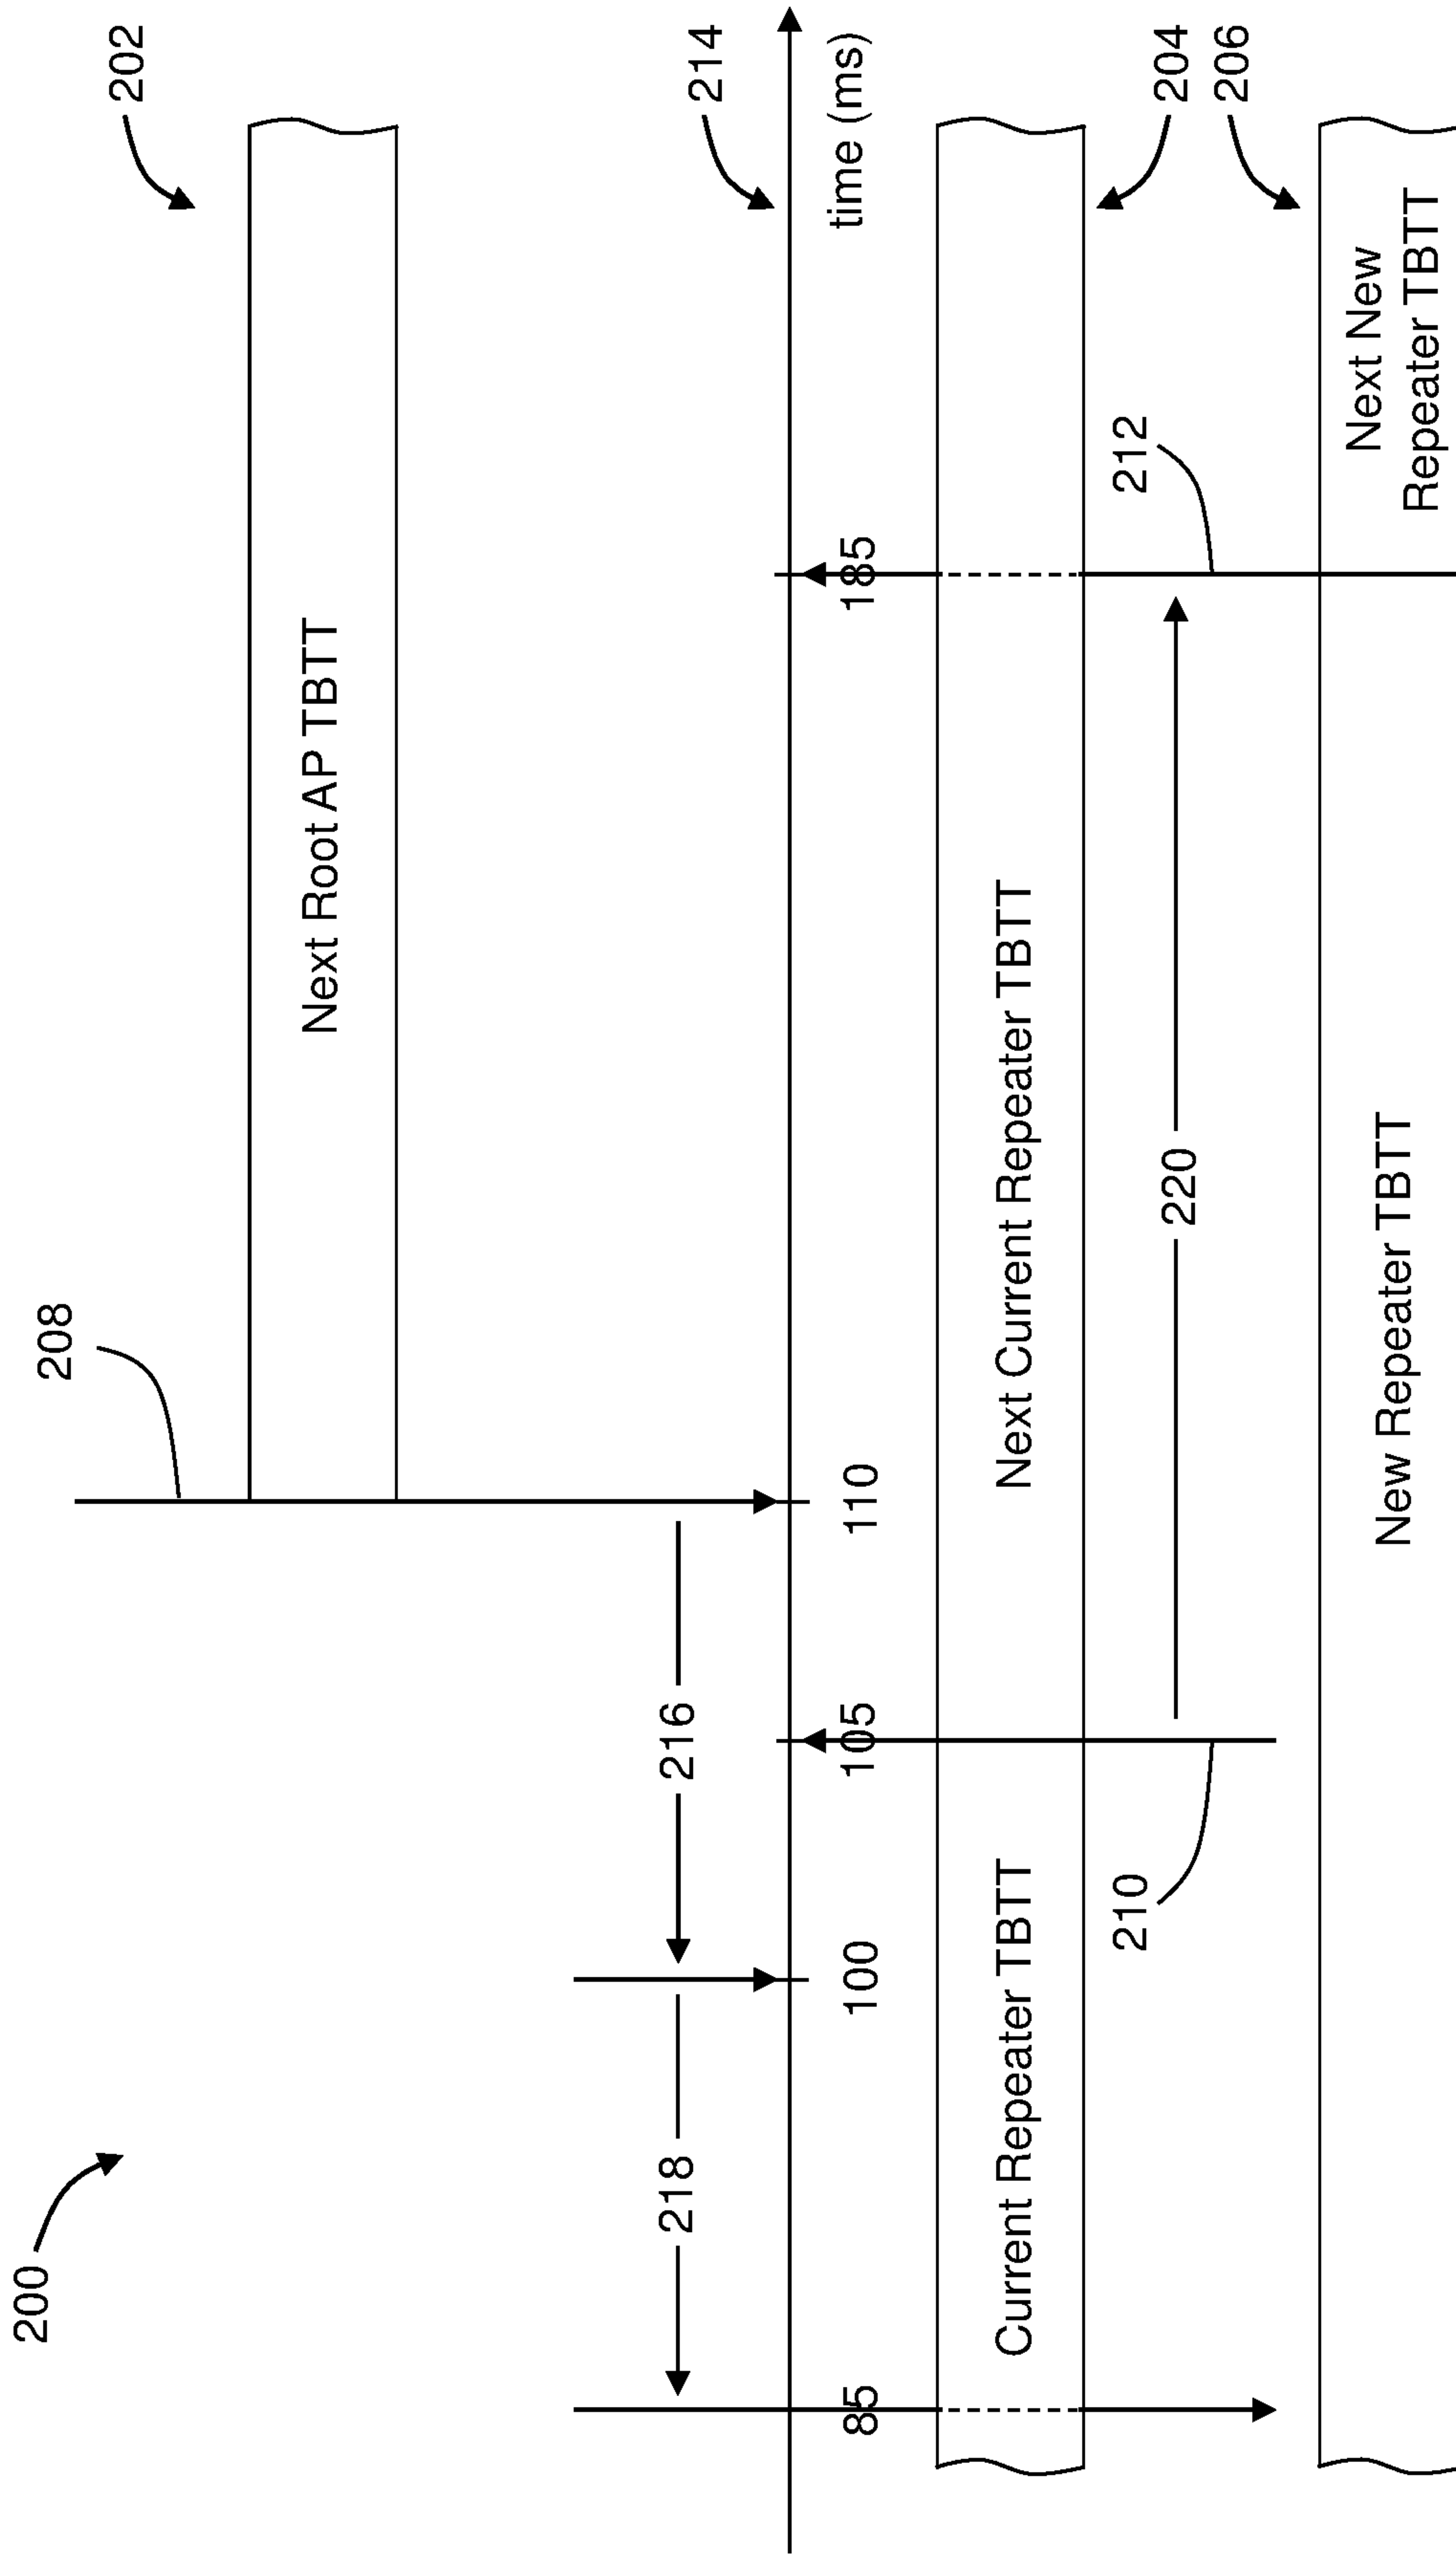 200
208
202
Next Root AP TBTT
218
216
214
85
100
105
110
185
time (ms)
Current Repeater TBTT
Next Current Repeater TBTT
210
220
212
204
206
New Repeater TBTT
Next New
Repeater TBTT